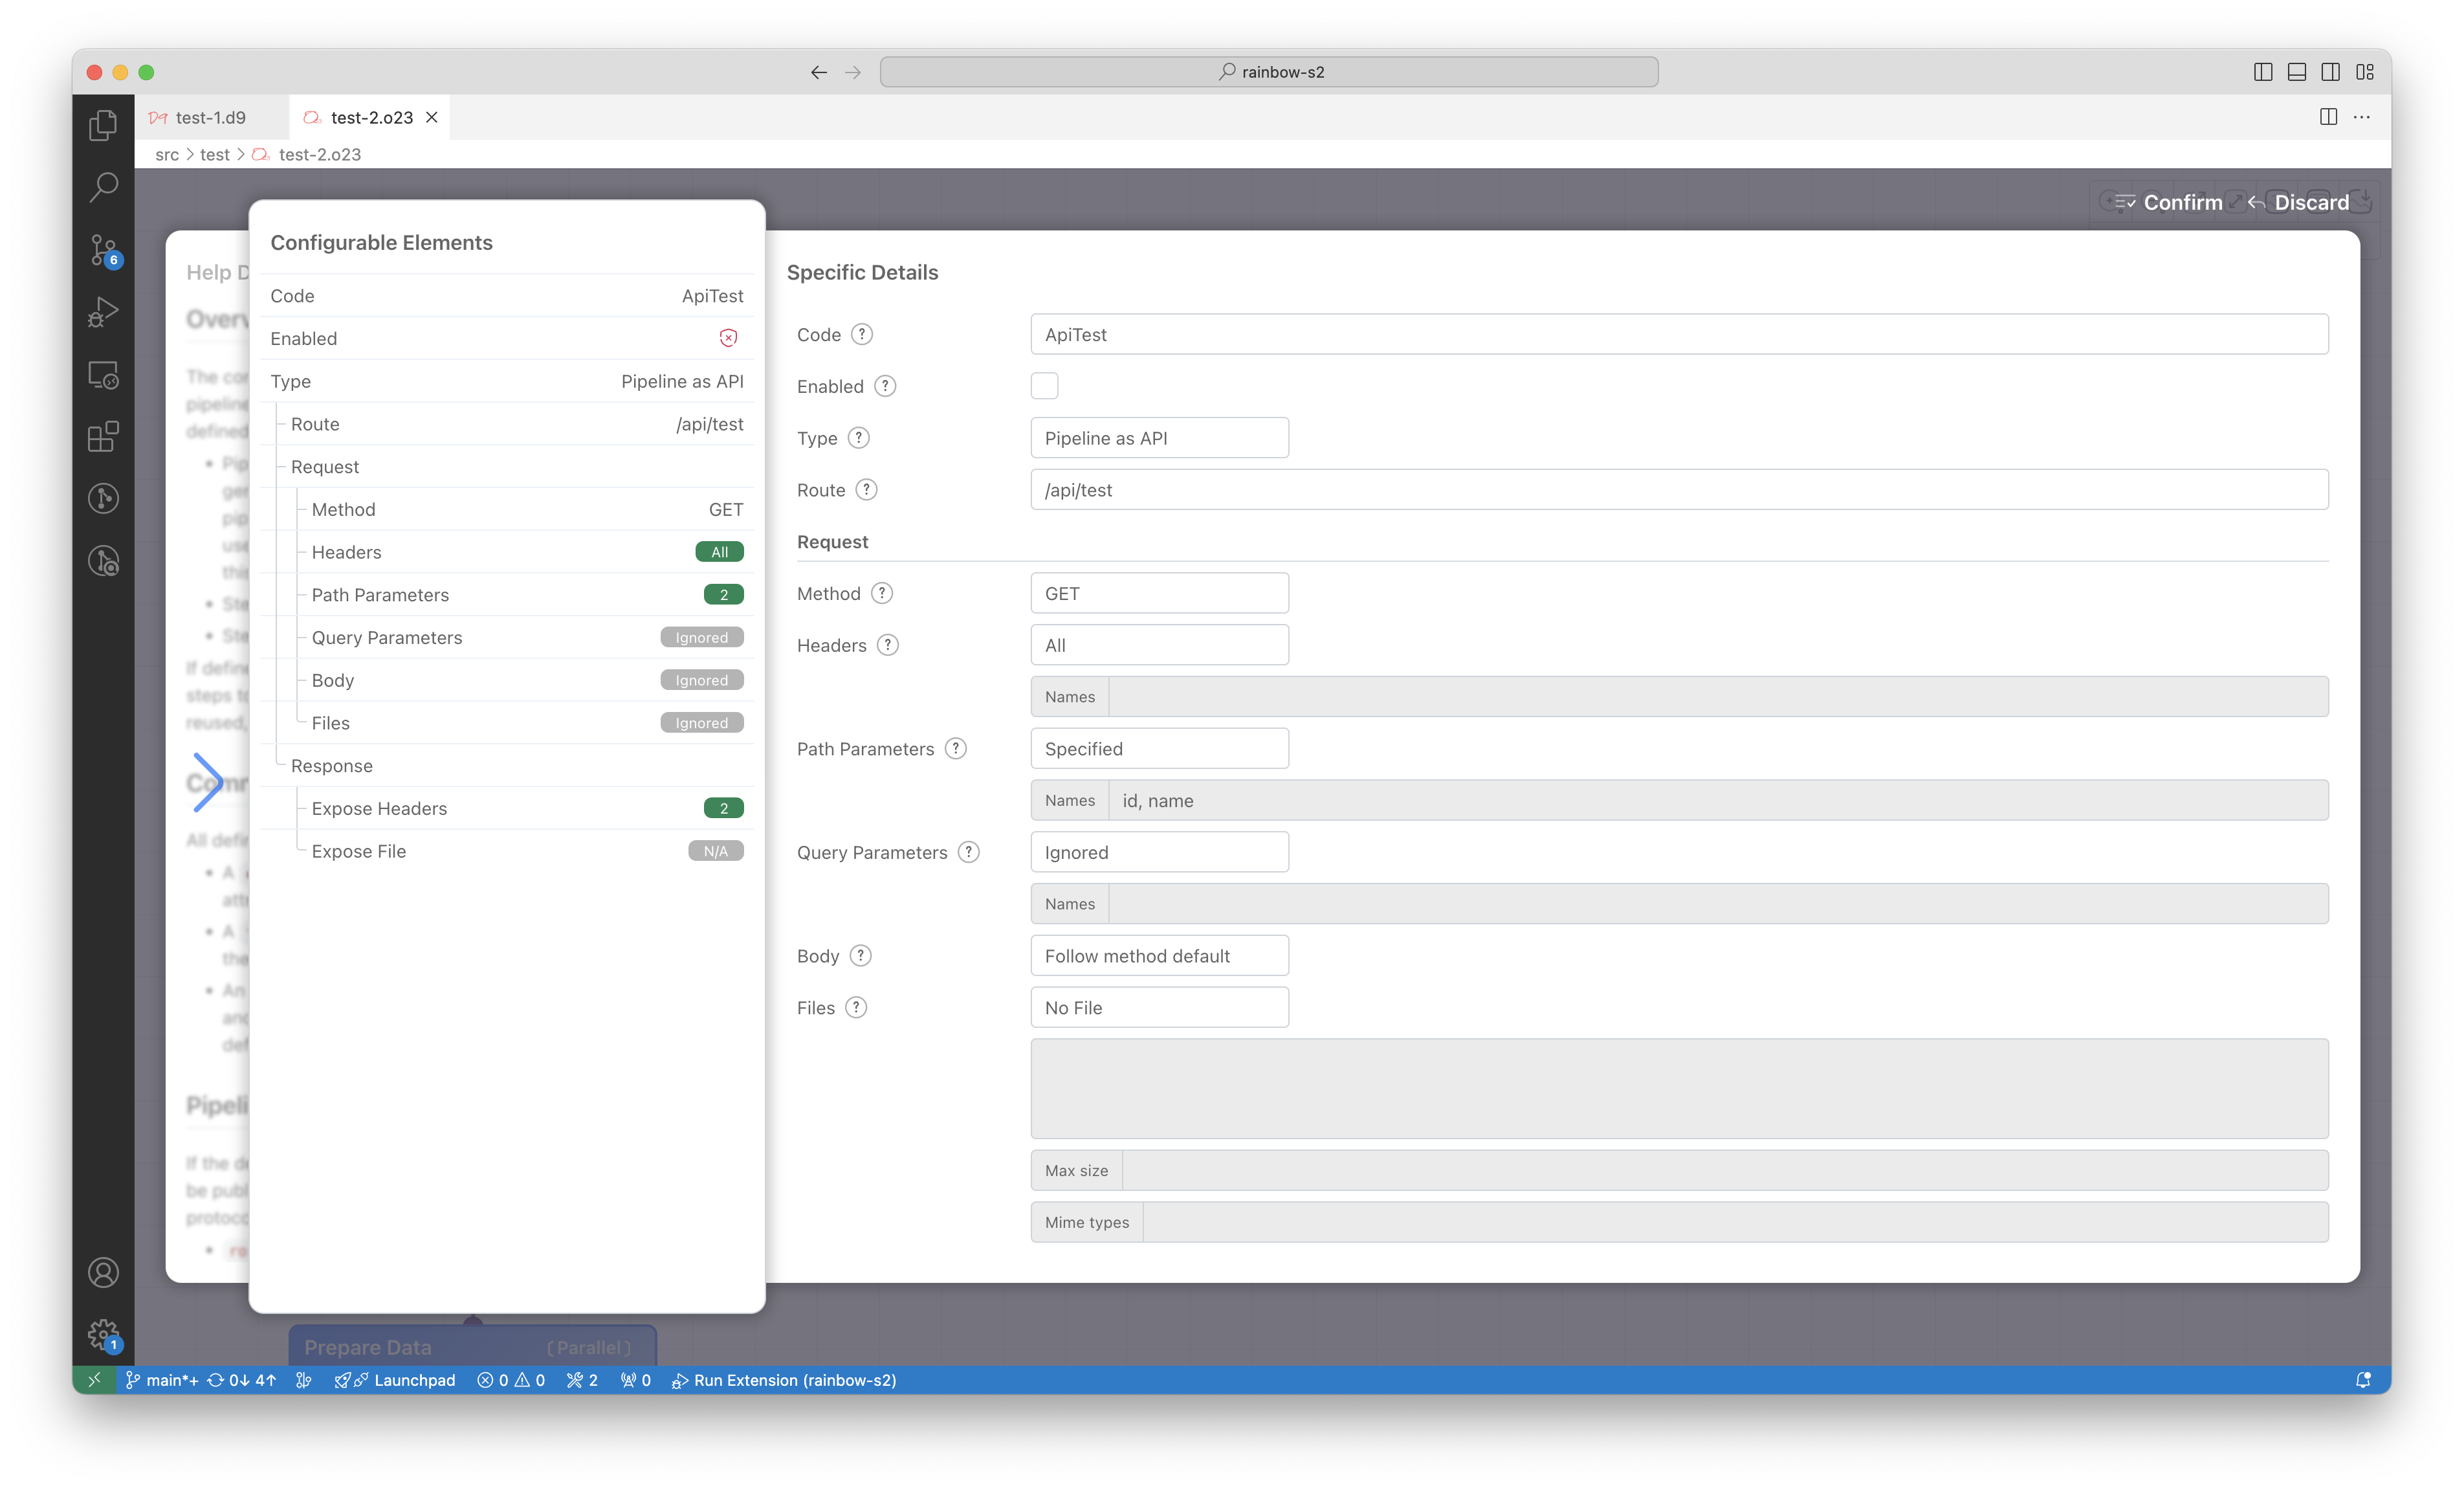 rainbow-s2
test-1.d9
test-2.o23
src > test > test-2.o23
Confirm
Discard
Help D
Configurable Elements
Code ApiTest
Enabled
Type Pipeline as API
Route /api/test
Request
Method GET
Headers All
Path Parameters 2
Query Parameters Ignored
Body Ignored
Files Ignored
Response
Expose Headers 2
Expose File N/A
Specific Details
Code ? ApiTest
Enabled ?
Type ? Pipeline as API
Route ? /api/test
Request
Method ? GET
Headers ? All
Names
Path Parameters ? Specified
Names id, name
Query Parameters ? Ignored
Names
Body ? Follow method default
Files ? No File
Max size
Mime types
Prepare Data (Parallel)
6
1
main*+ 0↓ 4↑ Launchpad 0 0 2 0 Run Extension (rainbow-s2)